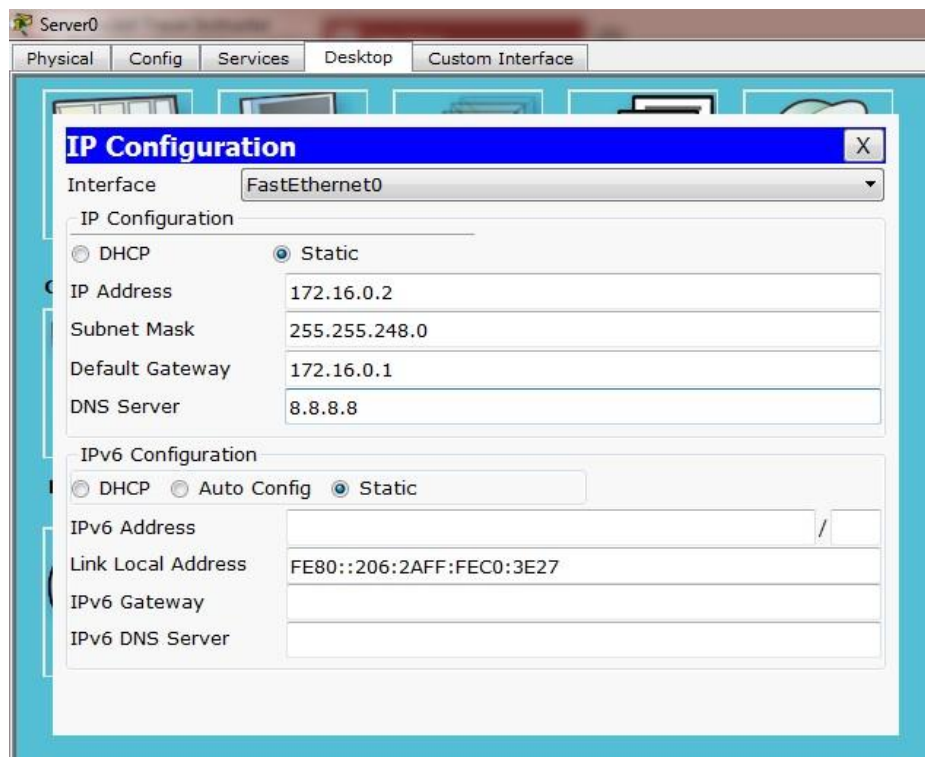 Server0
Physical Config Services Desktop Custom Interface
IP Configuration X
Interface FastEthernet0
IP Configuration
DHCP Static
IP Address 172.16.0.2
Subnet Mask 255.255.248.0
Default Gateway 172.16.0.1
DNS Server 8.8.8.8
IPv6 Configuration
DHCP Auto Config Static
IPv6 Address /
Link Local Address FE80::206:2AFF:FEC0:3E27
IPv6 Gateway
IPv6 DNS Server